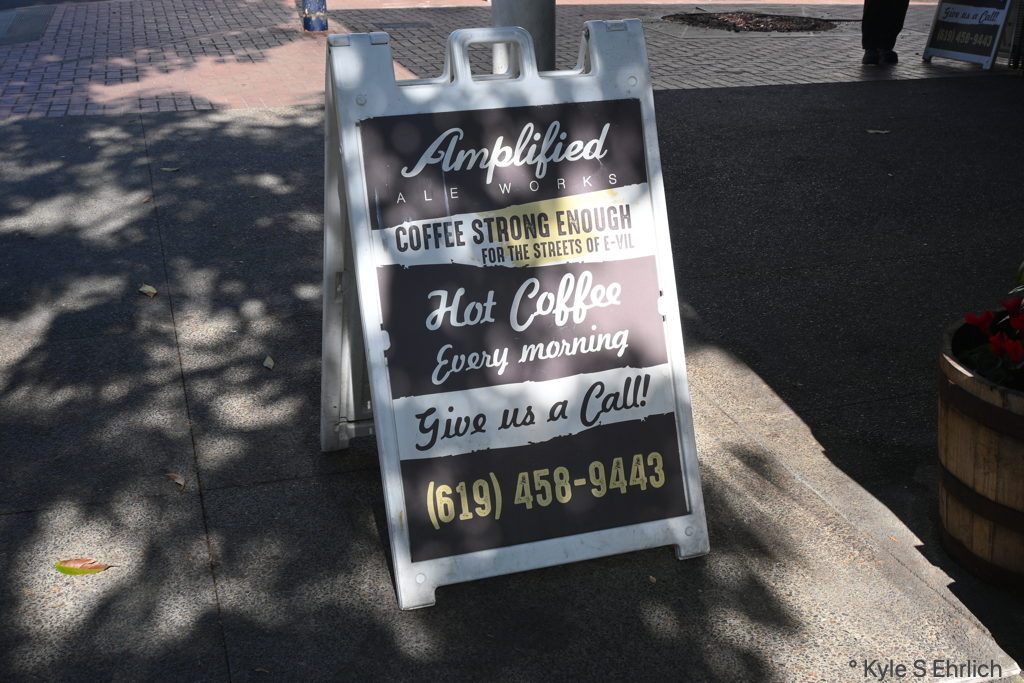 Amplified
ALE WORKS
COFFEE STRONG ENOUGH
FOR THE STREETS OF E-VIL
Hot Coffee
Every morning
Give us a Call!
(619) 458-9443
Give us a Call!
(619) 458-9443
° Kyle S Ehrlich